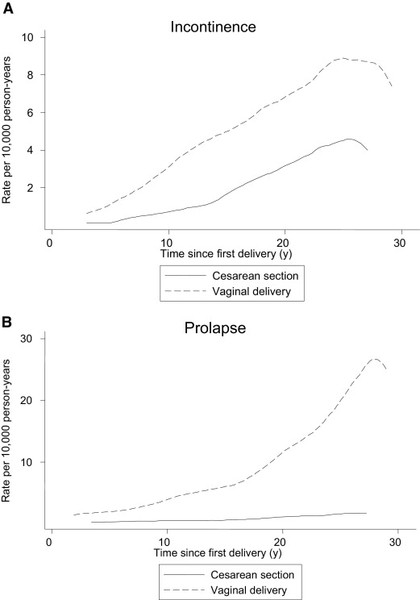 A
Incontinence
Rate per 10,000 person-years
10
8
6
4
2
0
10
20
30
Time since first delivery (y)
Cesarean section
Vaginal delivery
B
Prolapse
Rate per 10,000 person-years
30
20
10
0
10
20
30
Time since first delivery (y)
Cesarean section
Vaginal delivery